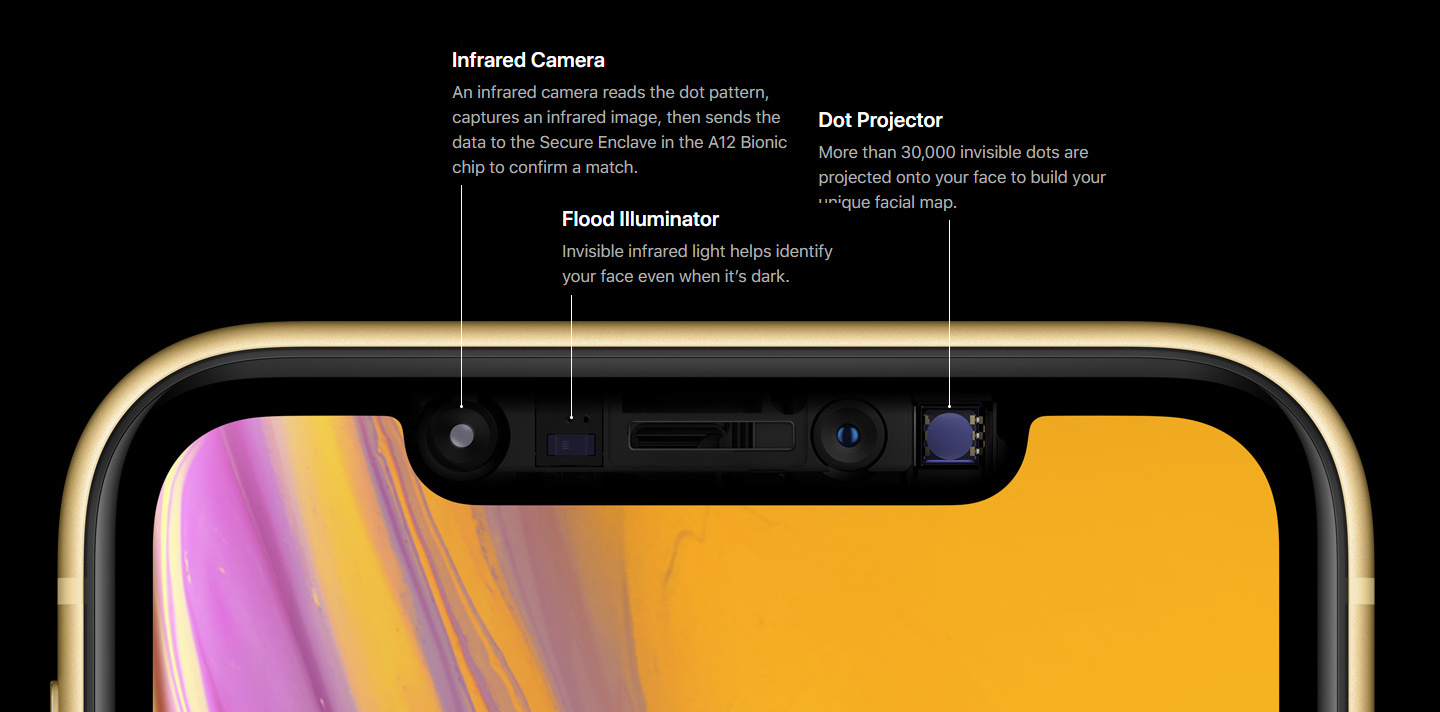 Infrared Camera
An infrared camera reads the dot pattern,
captures an infrared image, then sends the
data to the Secure Enclave in the A12 Bionic
chip to confirm a match.
Dot Projector
More than 30,000 invisible dots are
projected onto your face to build your
unique facial map.
Flood Illuminator
Invisible infrared light helps identify
your face even when it’s dark.